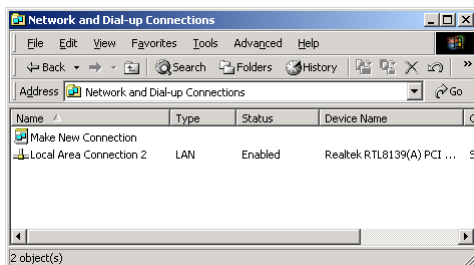 Network and Dial-up Connections
File Edit View Favorites Tools Advanced Help
Back Search Folders History »
Address Network and Dial-up Connections Go
Name Type Status Device Name
Make New Connection
Local Area Connection 2 LAN Enabled Realtek RTL8139(A) PCI ...
2 object(s)